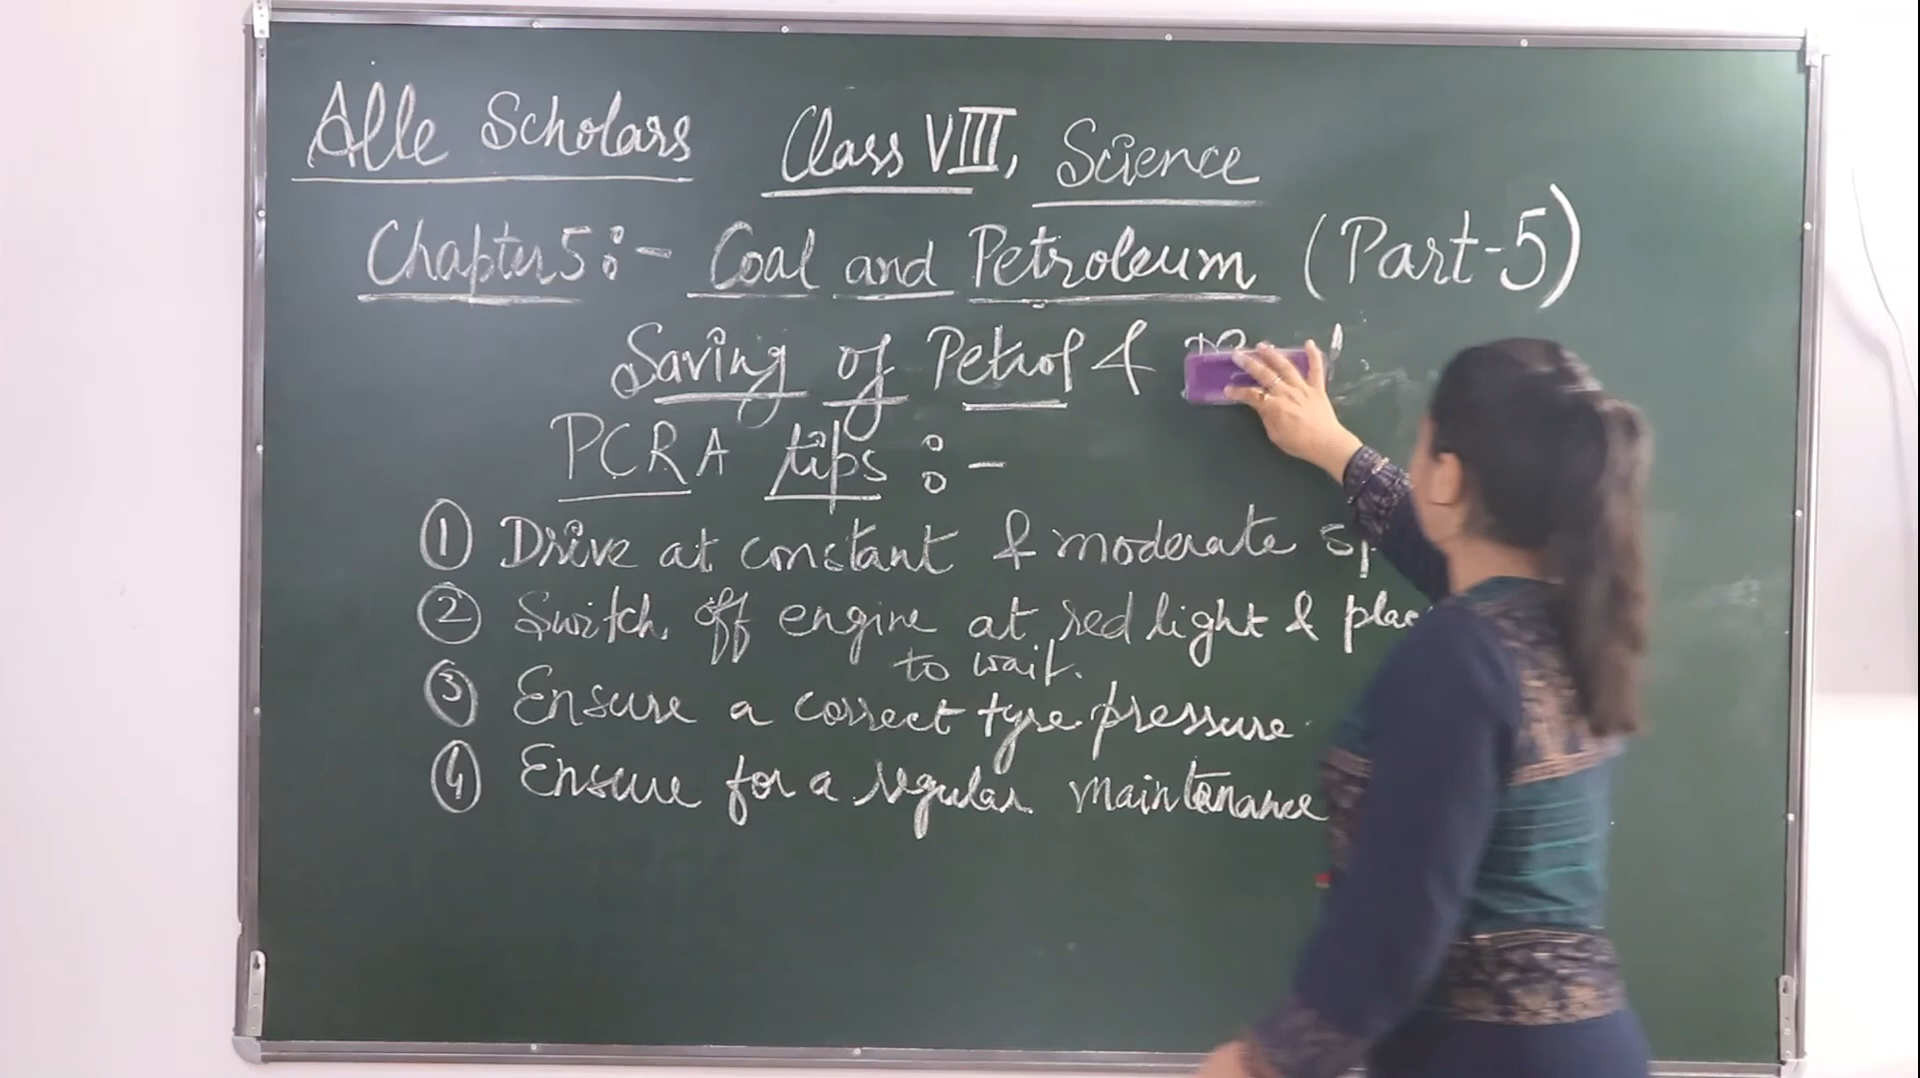 Alle Scholars Class VIII, Science
Chapter 5:- Coal and Petroleum (Part-5)
Saving of Petrol &
PCRA tips :-
① Drive at constant & moderate
② Switch off engine at red light &
to wait.
③ Ensure a correct tyre pressure.
④ Ensure for a regular maintenance